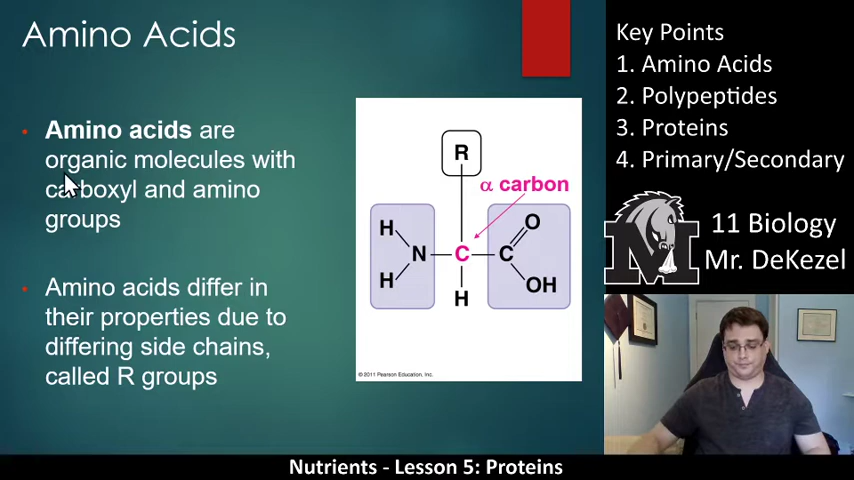 Amino Acids
• Amino acids are
organic molecules with
carboxyl and amino
groups
• Amino acids differ in
their properties due to
differing side chains,
called R groups
R
α carbon
H
N
C
C
O
H
H
OH
© 2011 Pearson Education, Inc.
Key Points
1. Amino Acids
2. Polypeptides
3. Proteins
4. Primary/Secondary
M
11 Biology
Mr. DeKezel
Nutrients - Lesson 5: Proteins